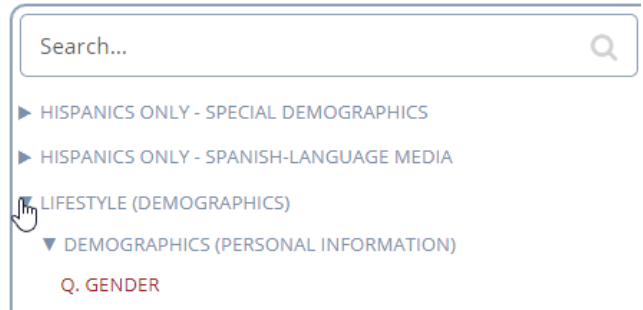 Search...
HISPANICS ONLY - SPECIAL DEMOGRAPHICS
HISPANICS ONLY - SPANISH-LANGUAGE MEDIA
LIFESTYLE (DEMOGRAPHICS)
DEMOGRAPHICS (PERSONAL INFORMATION)
Q. GENDER